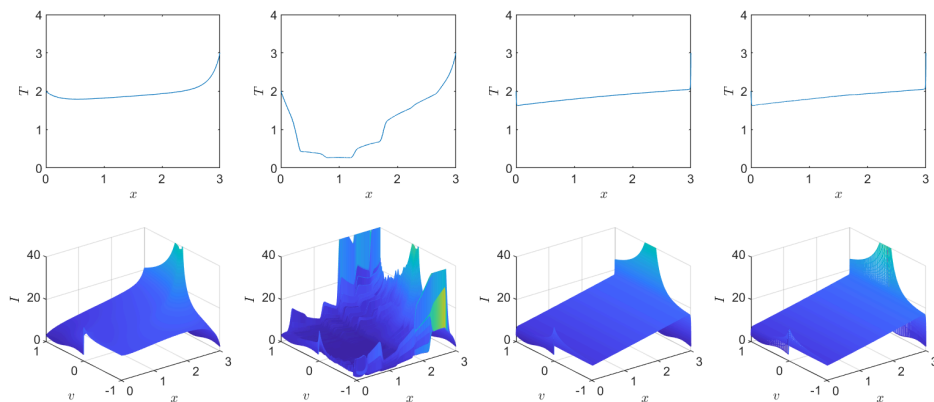 4 4 4 4
3 3 3 3
T 2 T 2 T 2 T 2
1 1 1 1
0 0 0 0
0 1 2 3 0 1 2 3 0 1 2 3 0 1 2 3
x x x x
40 40 40 40
I 20 I 20 I 20 I 20
0 0 0 0
1 1 1 1
0 0 0 0
-1 0 1 2 3 -1 0 1 2 3 -1 0 1 2 3 -1 0 1 2 3
v x v x v x v x